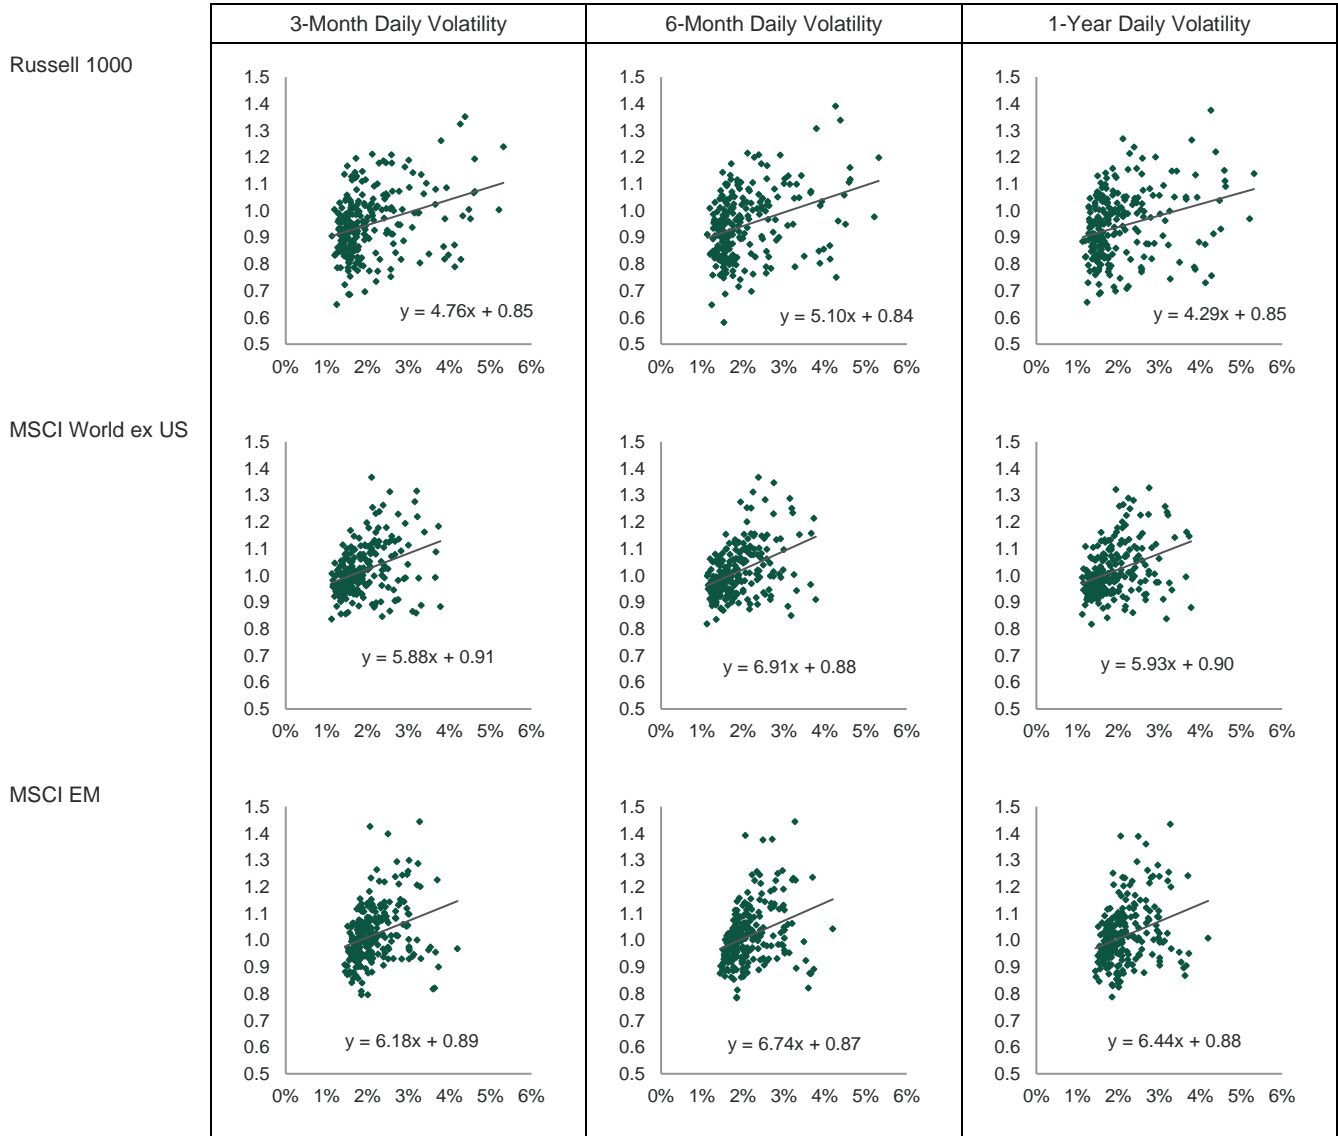 3-Month Daily Volatility 6-Month Daily Volatility 1-Year Daily Volatility
Russell 1000
1.5 1.5 1.5
1.4 1.4 1.4
1.3 1.3 1.3
1.2 1.2 1.2
1.1 1.1 1.1
1.0 1.0 1.0
0.9 0.9 0.9
0.8 0.8 0.8
0.7 0.7 0.7
y = 4.76x + 0.85 y = 5.10x + 0.84 y = 4.29x + 0.85
0.6 0.6 0.6
0.5 0.5 0.5
0% 1% 2% 3% 4% 5% 6% 0% 1% 2% 3% 4% 5% 6% 0% 1% 2% 3% 4% 5% 6%
MSCI World ex US
1.5 1.5 1.5
1.4 1.4 1.4
1.3 1.3 1.3
1.2 1.2 1.2
1.1 1.1 1.1
1.0 1.0 1.0
0.9 0.9 0.9
0.8 0.8 0.8
0.7 0.7 0.7
y = 5.88x + 0.91 y = 6.91x + 0.88 y = 5.93x + 0.90
0.6 0.6 0.6
0.5 0.5 0.5
0% 1% 2% 3% 4% 5% 6% 0% 1% 2% 3% 4% 5% 6% 0% 1% 2% 3% 4% 5% 6%
MSCI EM
1.5 1.5 1.5
1.4 1.4 1.4
1.3 1.3 1.3
1.2 1.2 1.2
1.1 1.1 1.1
1.0 1.0 1.0
0.9 0.9 0.9
0.8 0.8 0.8
0.7 0.7 0.7
y = 6.18x + 0.89 y = 6.74x + 0.87 y = 6.44x + 0.88
0.6 0.6 0.6
0.5 0.5 0.5
0% 1% 2% 3% 4% 5% 6% 0% 1% 2% 3% 4% 5% 6% 0% 1% 2% 3% 4% 5% 6%